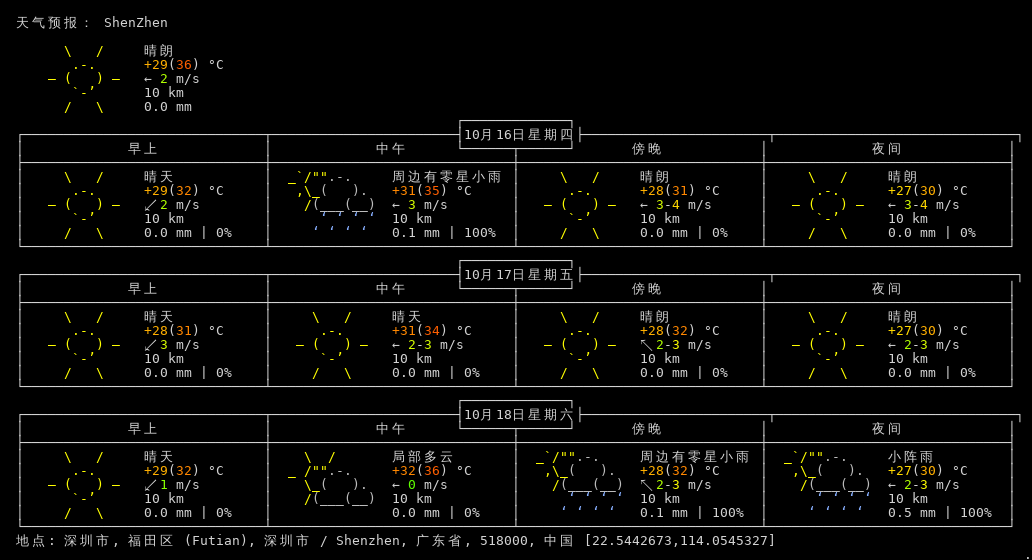 天气预报： ShenZhen
晴朗
+29(36) °C
← 2 m/s
10 km
0.0 mm
10月16日星期四
早上 中午 傍晚 夜间
晴天 周边有零星小雨 晴朗 晴朗
+29(32) °C +31(35) °C +28(31) °C +27(30) °C
↙ 2 m/s ← 3 m/s ← 3-4 m/s ← 3-4 m/s
10 km 10 km 10 km 10 km
0.0 mm | 0% 0.1 mm | 100% 0.0 mm | 0% 0.0 mm | 0%
10月17日星期五
早上 中午 傍晚 夜间
晴天 晴天 晴朗 晴朗
+28(31) °C +31(34) °C +28(32) °C +27(30) °C
↙ 3 m/s ← 2-3 m/s ↖ 2-3 m/s ← 2-3 m/s
10 km 10 km 10 km 10 km
0.0 mm | 0% 0.0 mm | 0% 0.0 mm | 0% 0.0 mm | 0%
10月18日星期六
早上 中午 傍晚 夜间
晴天 局部多云 周边有零星小雨 小阵雨
+29(32) °C +32(36) °C +28(32) °C +27(30) °C
↙ 1 m/s ← 0 m/s ↖ 2-3 m/s ← 2-3 m/s
10 km 10 km 10 km 10 km
0.0 mm | 0% 0.0 mm | 0% 0.1 mm | 100% 0.5 mm | 100%
地点: 深圳市, 福田区 (Futian), 深圳市 / Shenzhen, 广东省, 518000, 中国 [22.5442673,114.0545327]